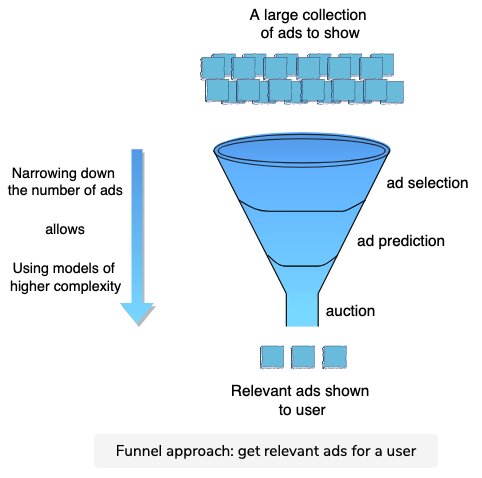 A large collection
of ads to show
Narrowing down
the number of ads
allows
Using models of
higher complexity
ad selection
ad prediction
auction
Relevant ads shown
to user
Funnel approach: get relevant ads for a user